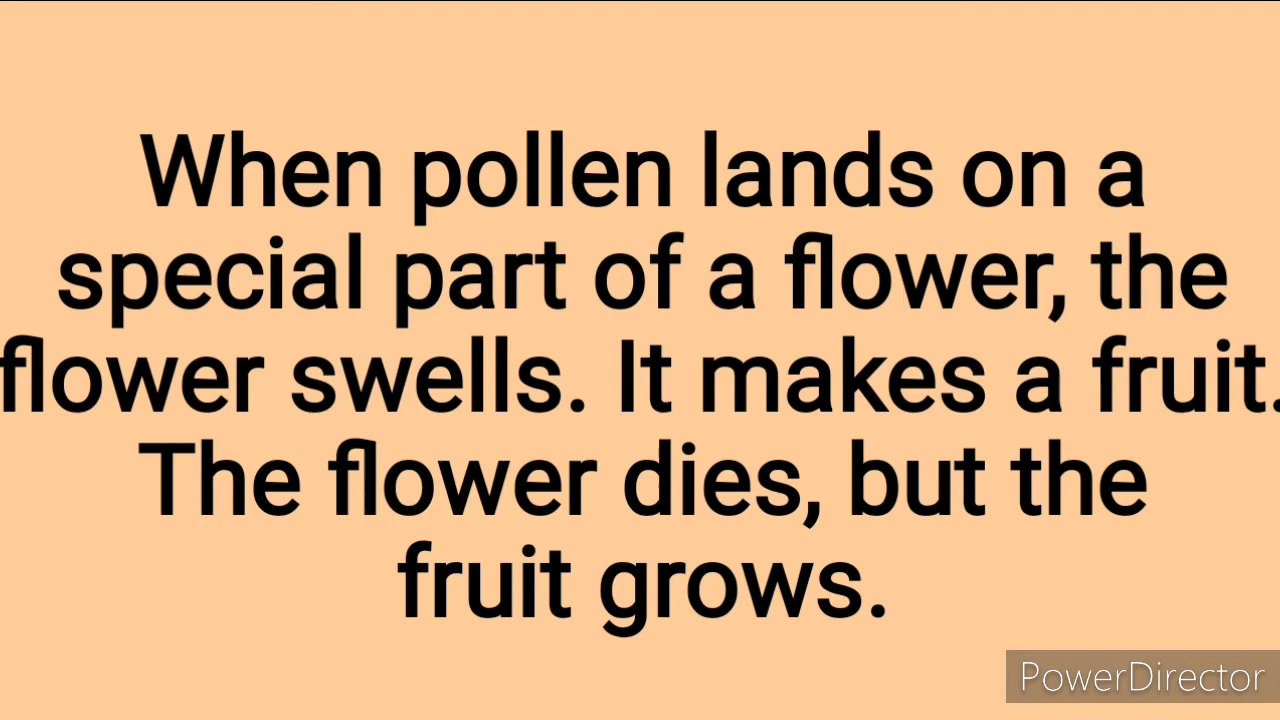 When pollen lands on a
special part of a flower, the
flower swells. It makes a fruit.
The flower dies, but the
fruit grows.
PowerDirector